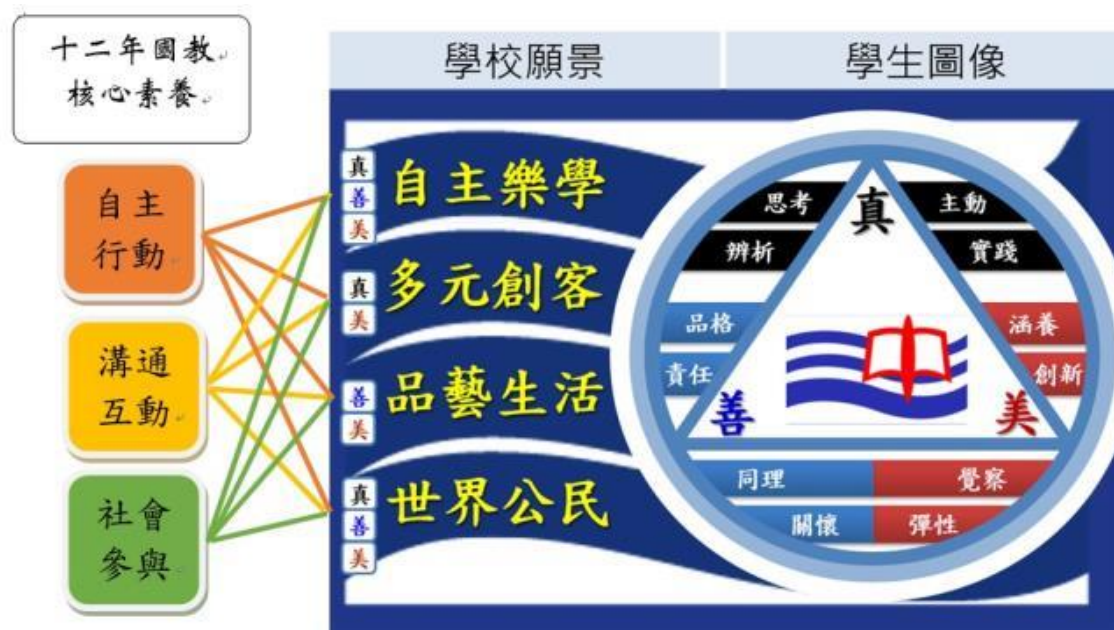 十二年國教
核心素養
自主
行動
溝通
互動
社會
參與
學校願景
學生圖像
真
善
美
自主樂學
真
美
多元創客
善
美
品藝生活
真
善
美
世界公民
真
思考
主動
辨析
實踐
品格
涵養
責任
創新
善
美
同理
覺察
關懷
彈性